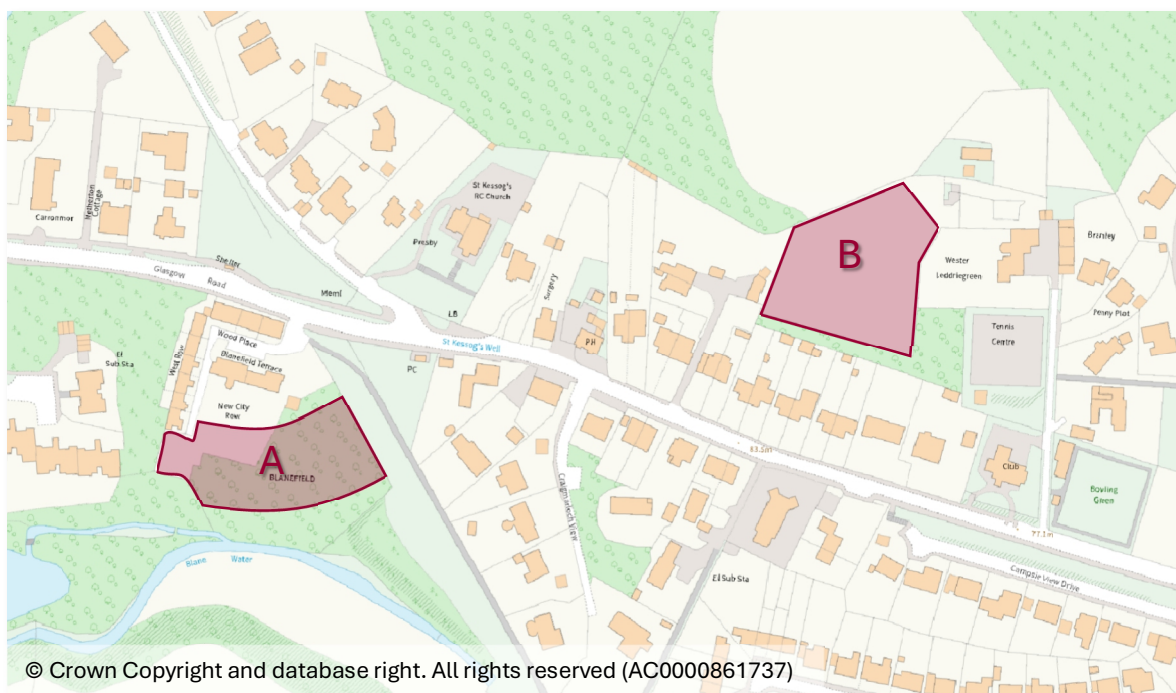 St Kessog's
RC Church
Netherton
Cottage
Carronmor
Presby
Shelter
Glasgow
Road
Meml
LB
Surgery
PH
B
Wester
Leddriegreen
Brantey
Penny Plot
Tennis
Centre
St Kessog's Well
PC
Wood Place
Blanefield Terrace
West Row
El
Sub Sta
New City
Row
A
BLANEFIELD
83.5m
Club
Bowling
Green
77.1m
Craigmarloch View
Blane Water
El Sub Sta
Campsie View Drive
© Crown Copyright and database right. All rights reserved (AC0000861737)